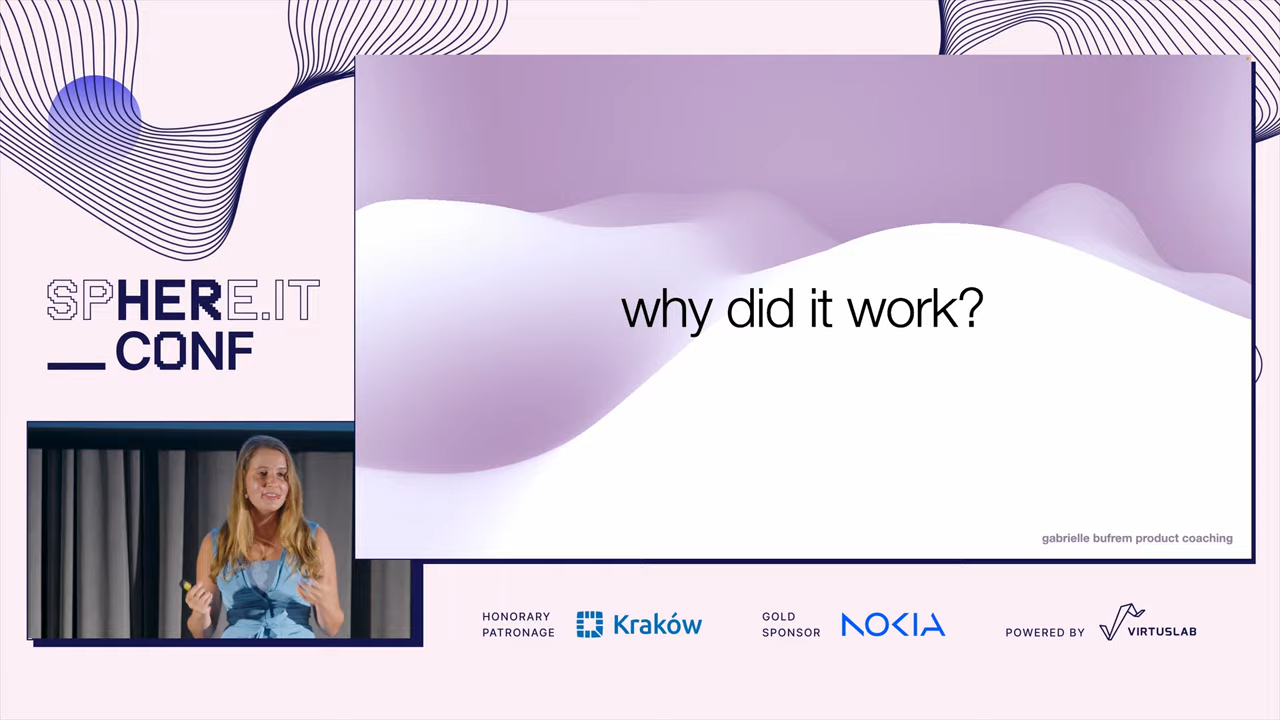 SPHERE.IT
CONF
why did it work?
gabrielle bufrem product coaching
HONORARY
PATRONAGE
Kraków
GOLD
SPONSOR
NOKIA
POWERED BY
VIRTUSLAB